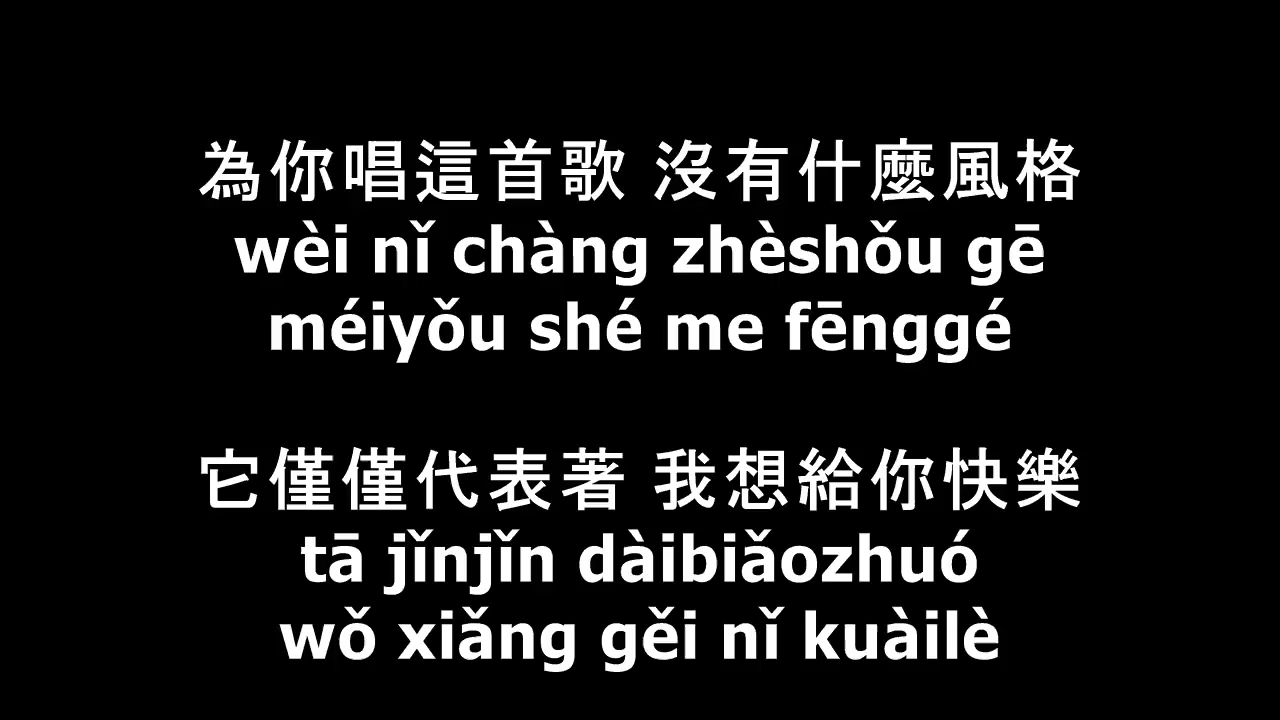 為你唱這首歌 沒有什麼風格
wèi nǐ chàng zhèshǒu gē
méiyǒu shé me fēnggé
它僅僅代表著 我想給你快樂
tā jǐnjǐn dàibiǎozhuó
wǒ xiǎng gěi nǐ kuàilè